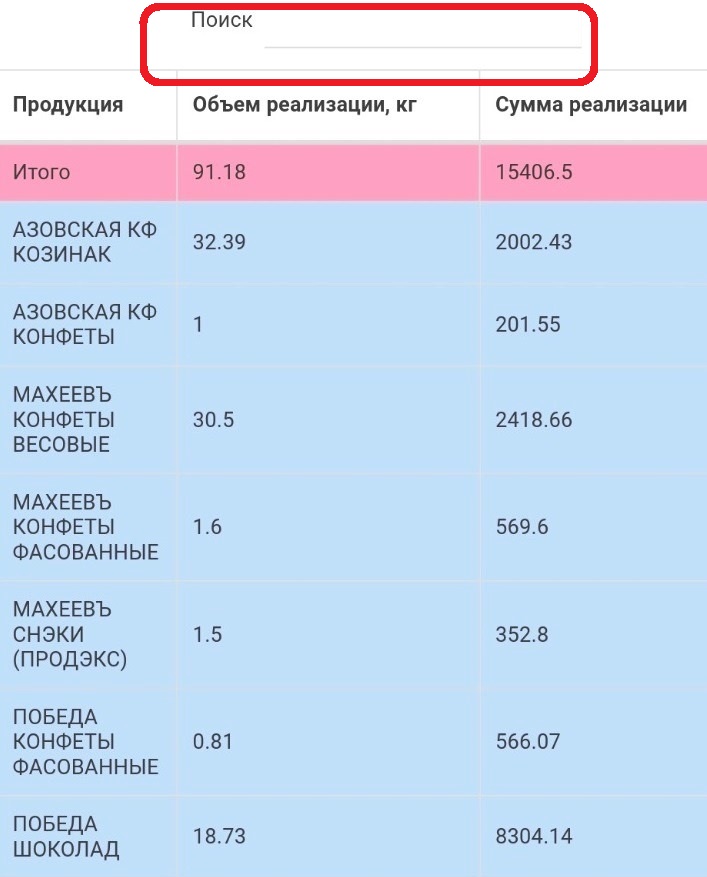 Поиск
Продукция Объем реализации, кг Сумма реализации
Итого 91.18 15406.5
АЗОВСКАЯ КФ
КОЗИНАК 32.39 2002.43
АЗОВСКАЯ КФ
КОНФЕТЫ 1 201.55
МАХЕЕВЪ
КОНФЕТЫ 30.5 2418.66
ВЕСОВЫЕ
МАХЕЕВЪ
КОНФЕТЫ 1.6 569.6
ФАСОВАННЫЕ
МАХЕЕВЪ
СНЭКИ 1.5 352.8
(ПРОДЭКС)
ПОБЕДА
КОНФЕТЫ 0.81 566.07
ФАСОВАННЫЕ
ПОБЕДА
ШОКОЛАД 18.73 8304.14